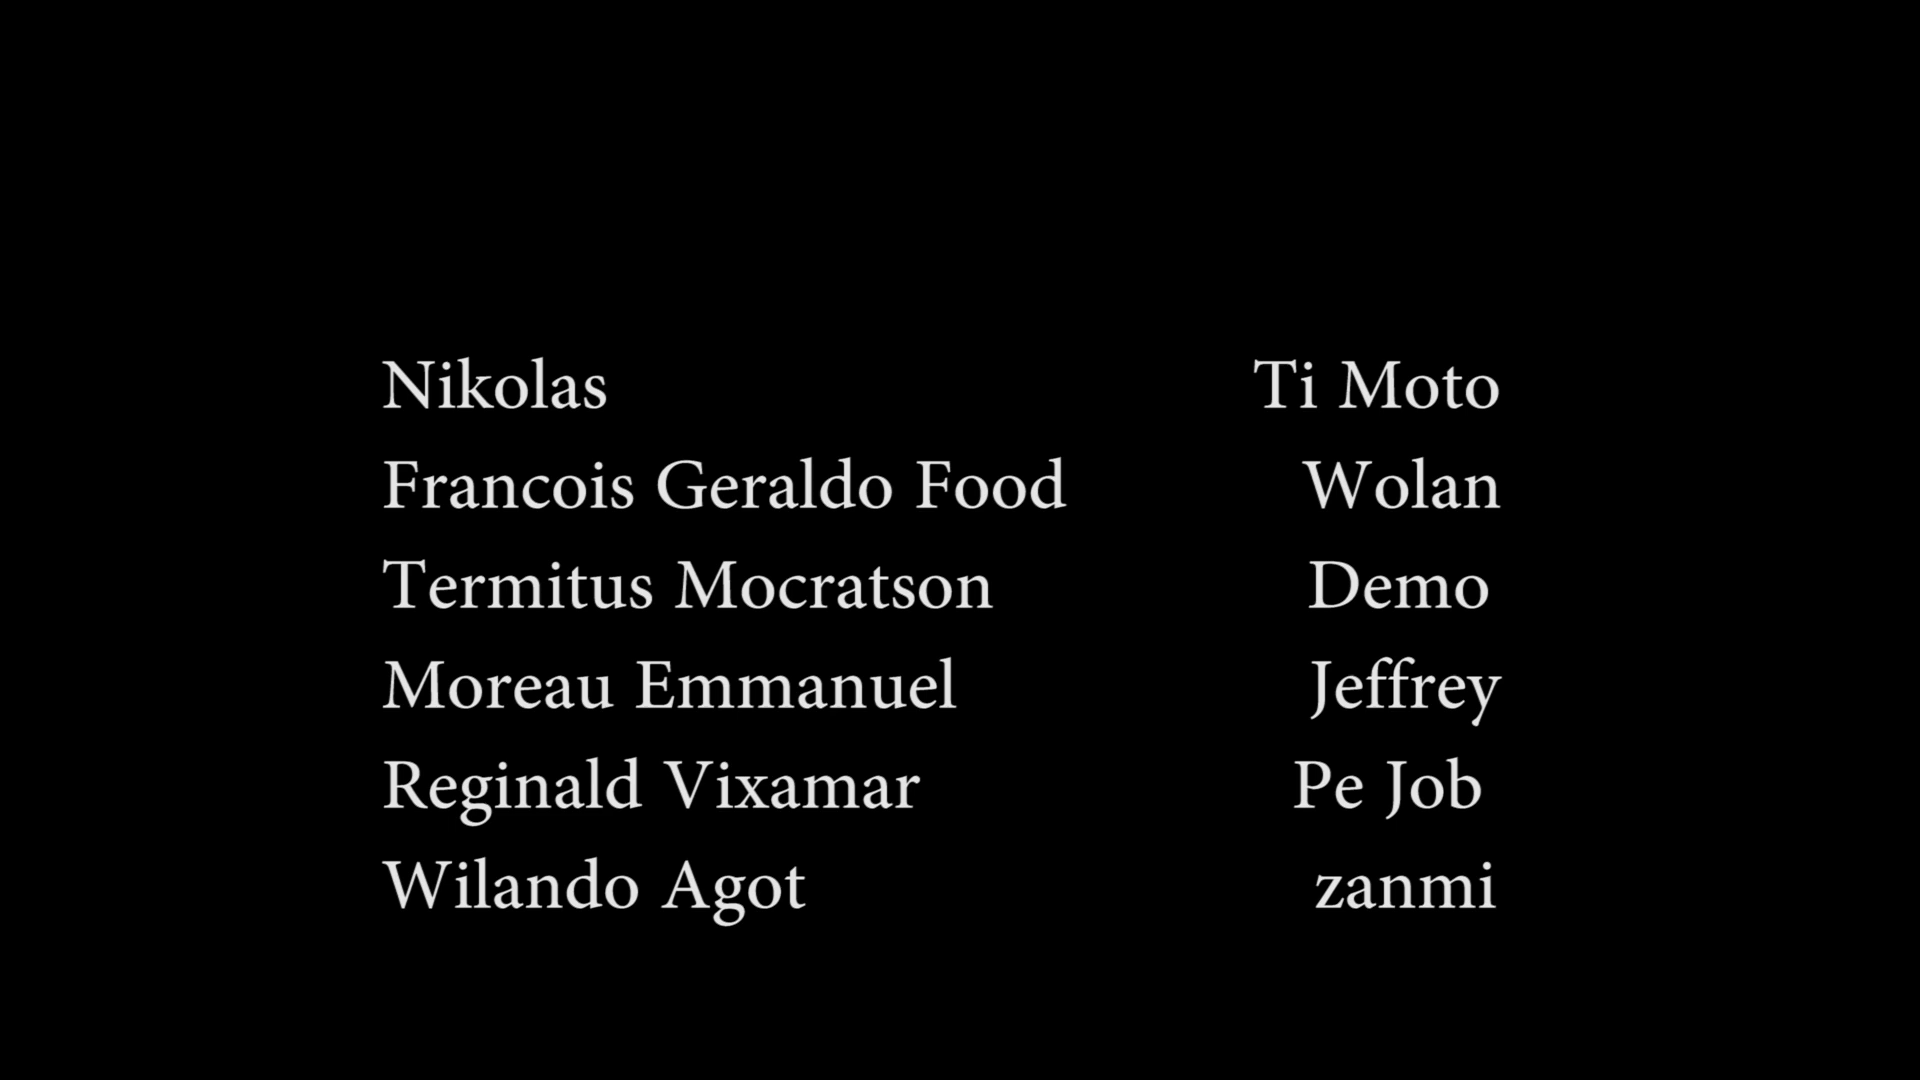 Nikolas Ti Moto
Francois Geraldo Food Wolan
Termitus Mocratson Demo
Moreau Emmanuel Jeffrey
Reginald Vixamar Pe Job
Wilando Agot zanmi